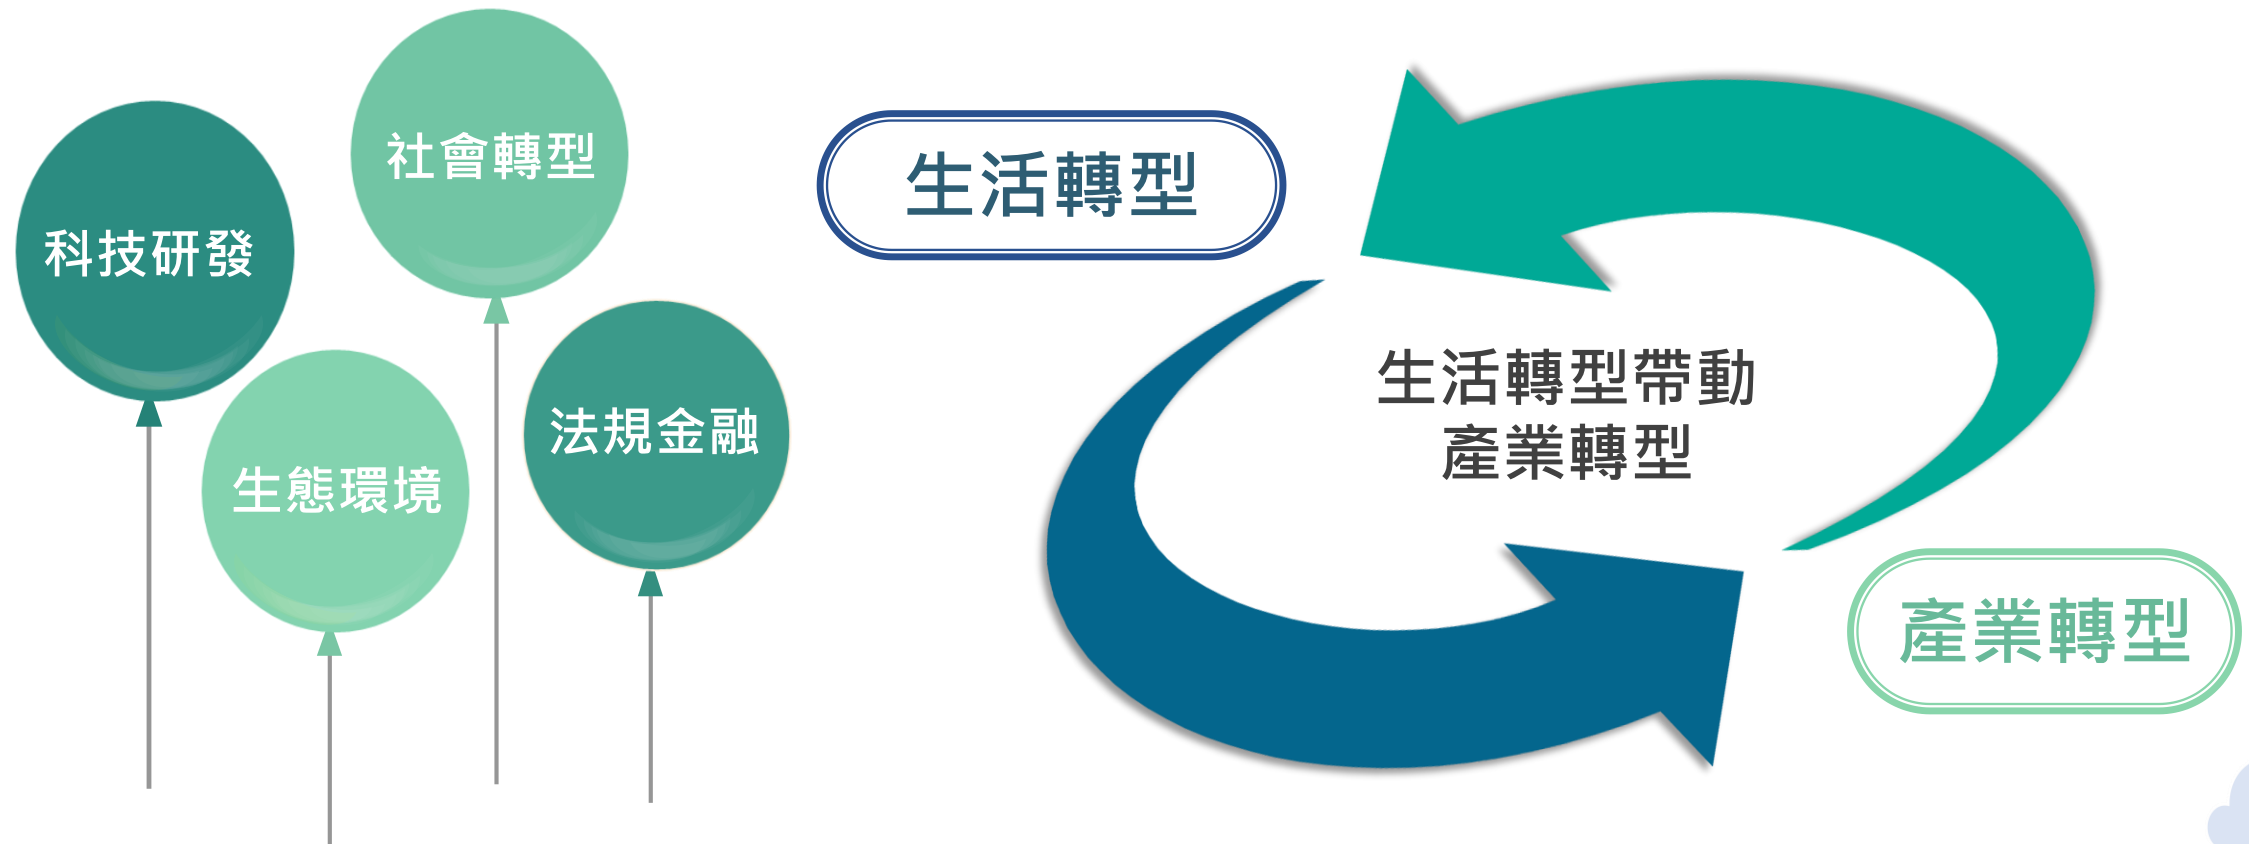 社會轉型
科技研發
法規金融
生態環境
生活轉型
生活轉型帶動
產業轉型
產業轉型